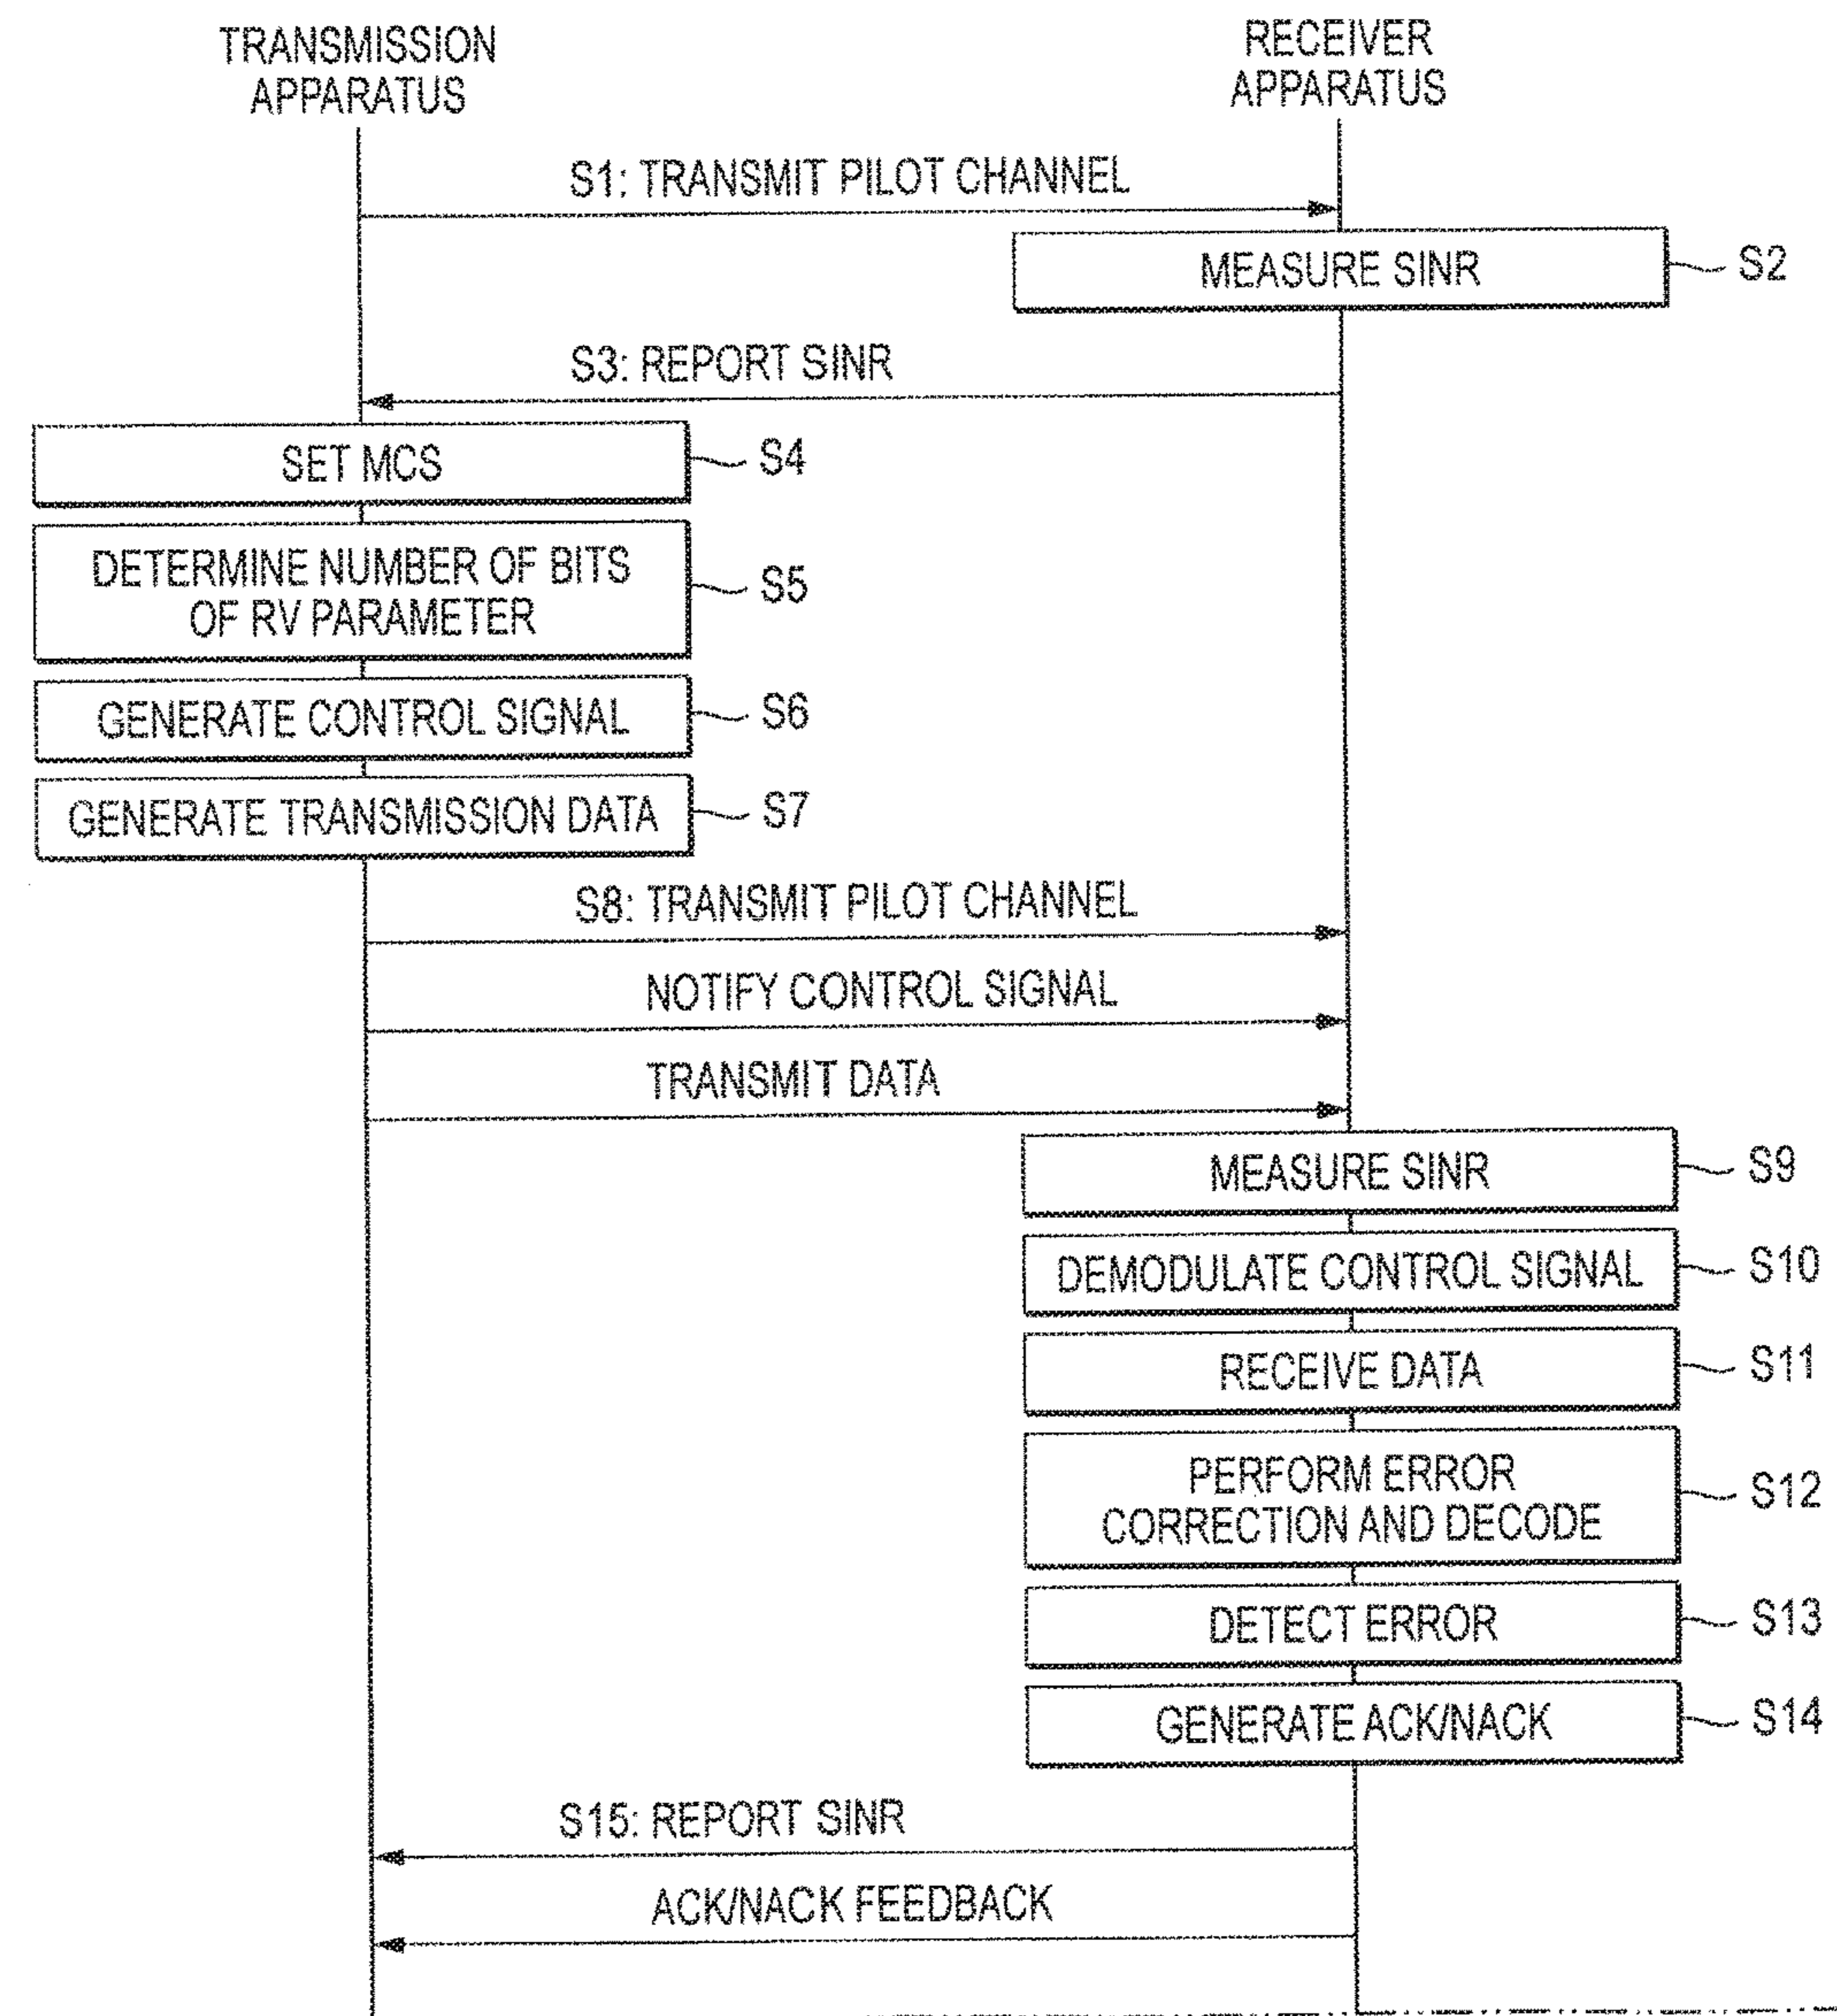 TRANSMISSION
APPARATUS
RECEIVER
APPARATUS
S1: TRANSMIT PILOT CHANNEL
MEASURE SINR
S2
S3: REPORT SINR
SET MCS
S4
DETERMINE NUMBER OF BITS
OF RV PARAMETER
S5
GENERATE CONTROL SIGNAL
S6
GENERATE TRANSMISSION DATA
S7
S8: TRANSMIT PILOT CHANNEL
NOTIFY CONTROL SIGNAL
TRANSMIT DATA
MEASURE SINR
S9
DEMODULATE CONTROL SIGNAL
S10
RECEIVE DATA
S11
PERFORM ERROR
CORRECTION AND DECODE
S12
DETECT ERROR
S13
GENERATE ACK/NACK
S14
S15: REPORT SINR
ACK/NACK FEEDBACK